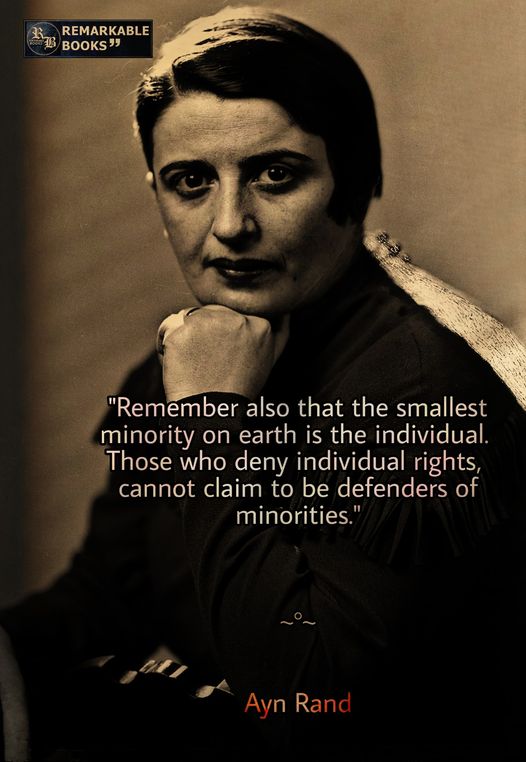 REMARKABLE
BOOKS”
"Remember also that the smallest
minority on earth is the individual.
Those who deny individual rights,
cannot claim to be defenders of
minorities."
~°~
Ayn Rand